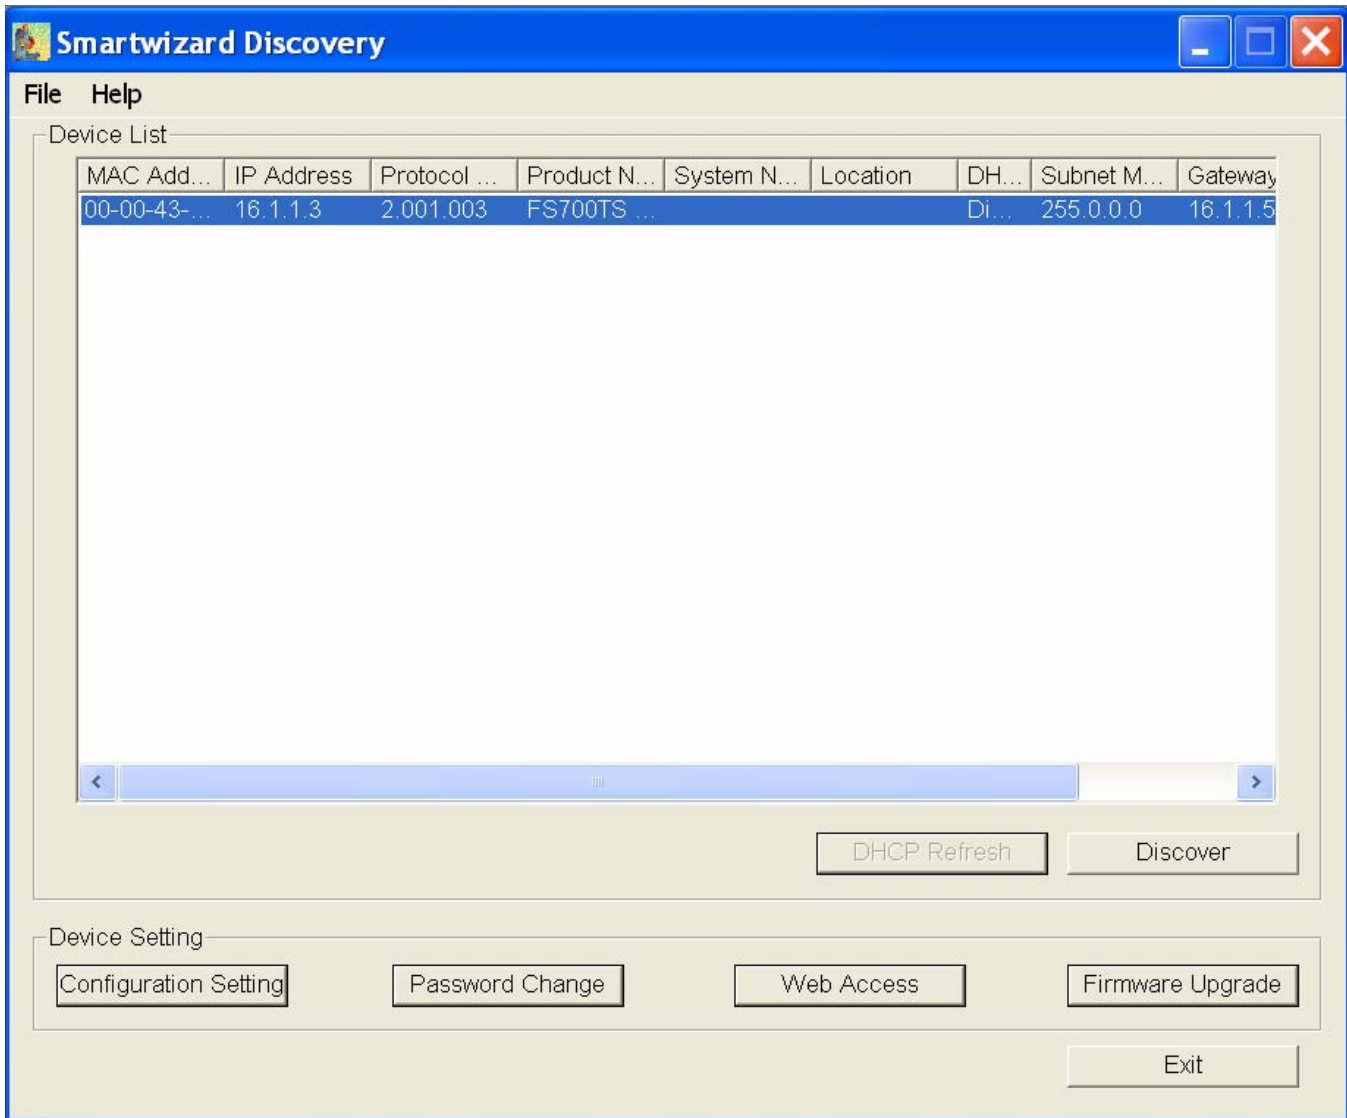 Smartwizard Discovery
File Help
Device List
MAC Add... IP Address Protocol ... Product N... System N... Location DH... Subnet M... Gateway
00-00-43-... 16.1.1.3 2.001.003 FS700TS ... Di... 255.0.0.0 16.1.1.5
DHCP Refresh Discover
Device Setting
Configuration Setting Password Change Web Access Firmware Upgrade
Exit